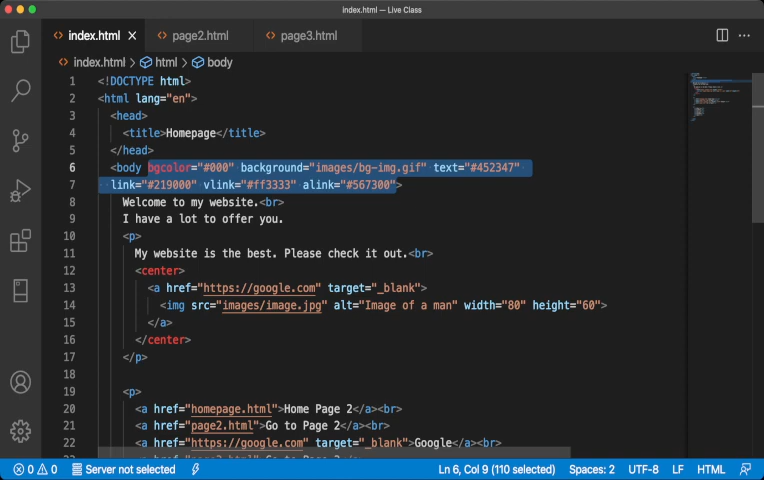 index.html — Live Class
index.html
page2.html
page3.html
index.html > html > body
1 <!DOCTYPE html>
2 <html lang="en">
3 <head>
4 <title>Homepage</title>
5 </head>
6 <body bgcolor="#000" background="images/bg-img.gif" text="#452347"
7 link="#219000" vlink="#ff3333" alink="#567300">
8 Welcome to my website.<br>
9 I have a lot to offer you.
10 <p>
11 My website is the best. Please check it out.<br>
12 <center>
13 <a href="https://google.com" target="_blank">
14 <img src="images/image.jpg" alt="Image of a man" width="80" height="60">
15 </a>
16 </center>
17 </p>
18
19 <p>
20 <a href="homepage.html">Home Page 2</a><br>
21 <a href="page2.html">Go to Page 2</a><br>
22 <a href="https://google.com" target="_blank">Google</a><br>
0 0 Server not selected Ln 6, Col 9 (110 selected) Spaces: 2 UTF-8 LF HTML